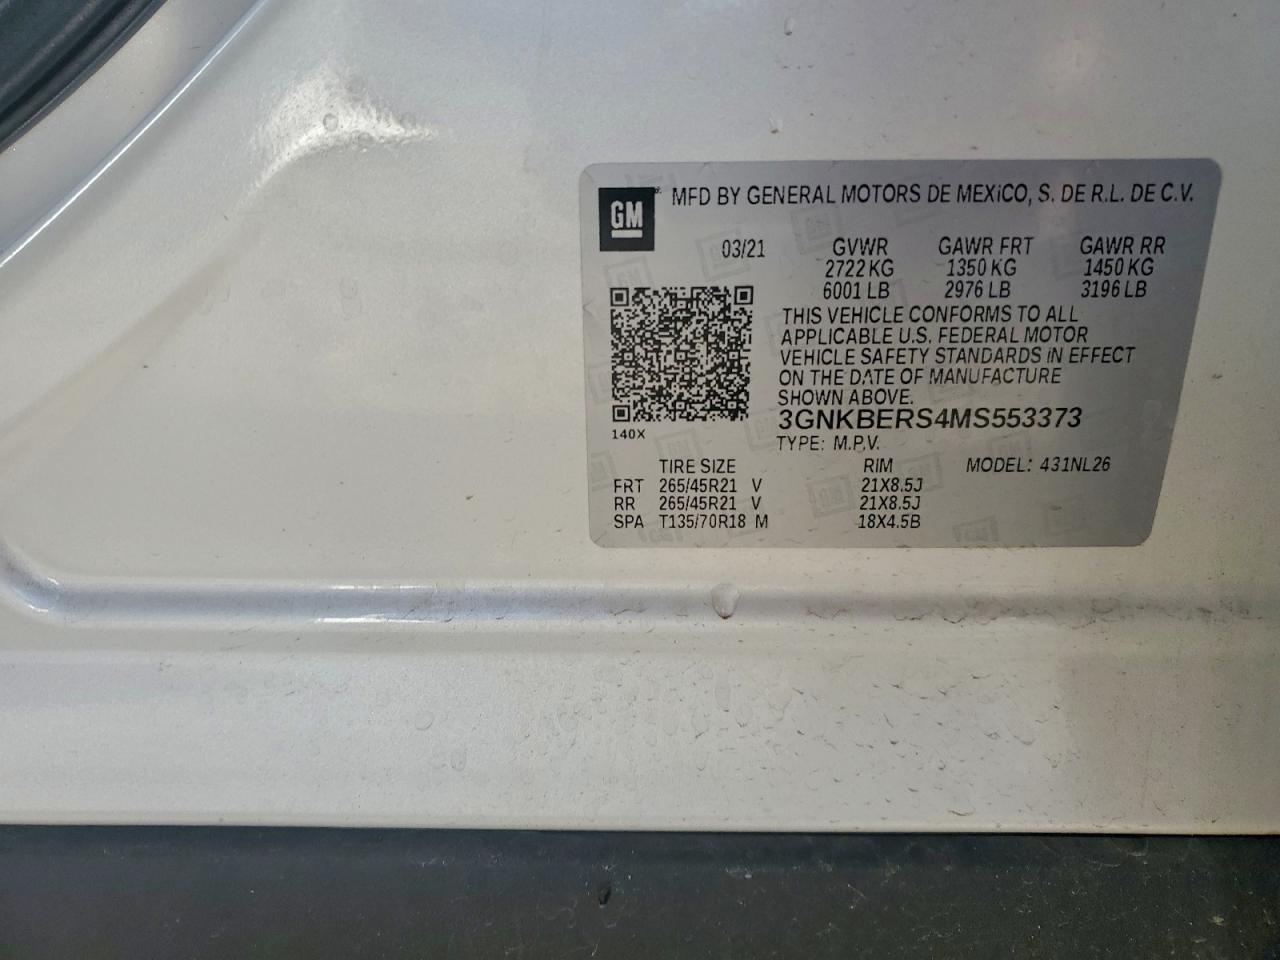 GM MFD BY GENERAL MOTORS DE MEXiCO, S. DE R.L. DE C.V.
03/21 GVWR GAWR FRT GAWR RR
2722 KG 1350 KG 1450 KG
6001 LB 2976 LB 3196 LB
THIS VEHICLE CONFORMS TO ALL
APPLICABLE U.S. FEDERAL MOTOR
VEHICLE SAFETY STANDARDS IN EFFECT
ON THE DATE OF MANUFACTURE
SHOWN ABOVE.
140X
3GNKBERS4MS553373
TYPE: M.P.V.
TIRE SIZE RIM MODEL: 431NL26
FRT 265/45R21 V 21X8.5J
RR 265/45R21 V 21X8.5J
SPA T135/70R18 M 18X4.5B